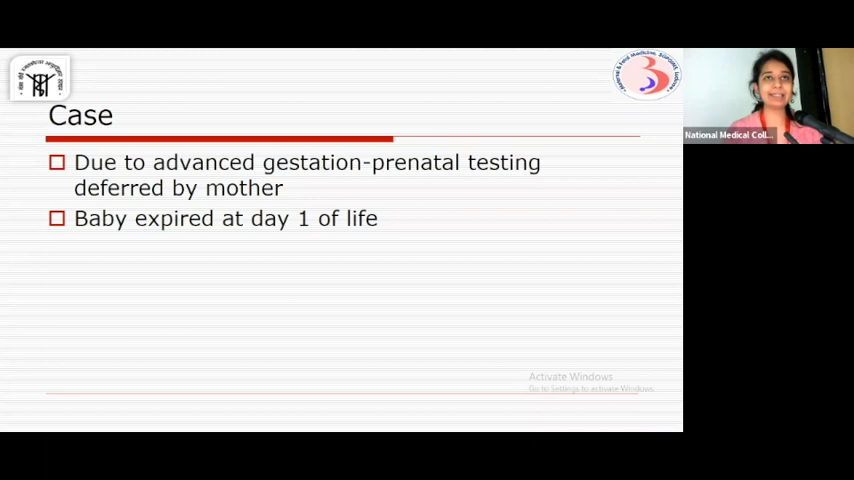 Case
Due to advanced gestation-prenatal testing
deferred by mother
Baby expired at day 1 of life
National Medical Coll...
Activate Windows
Go to Settings to activate Windows.